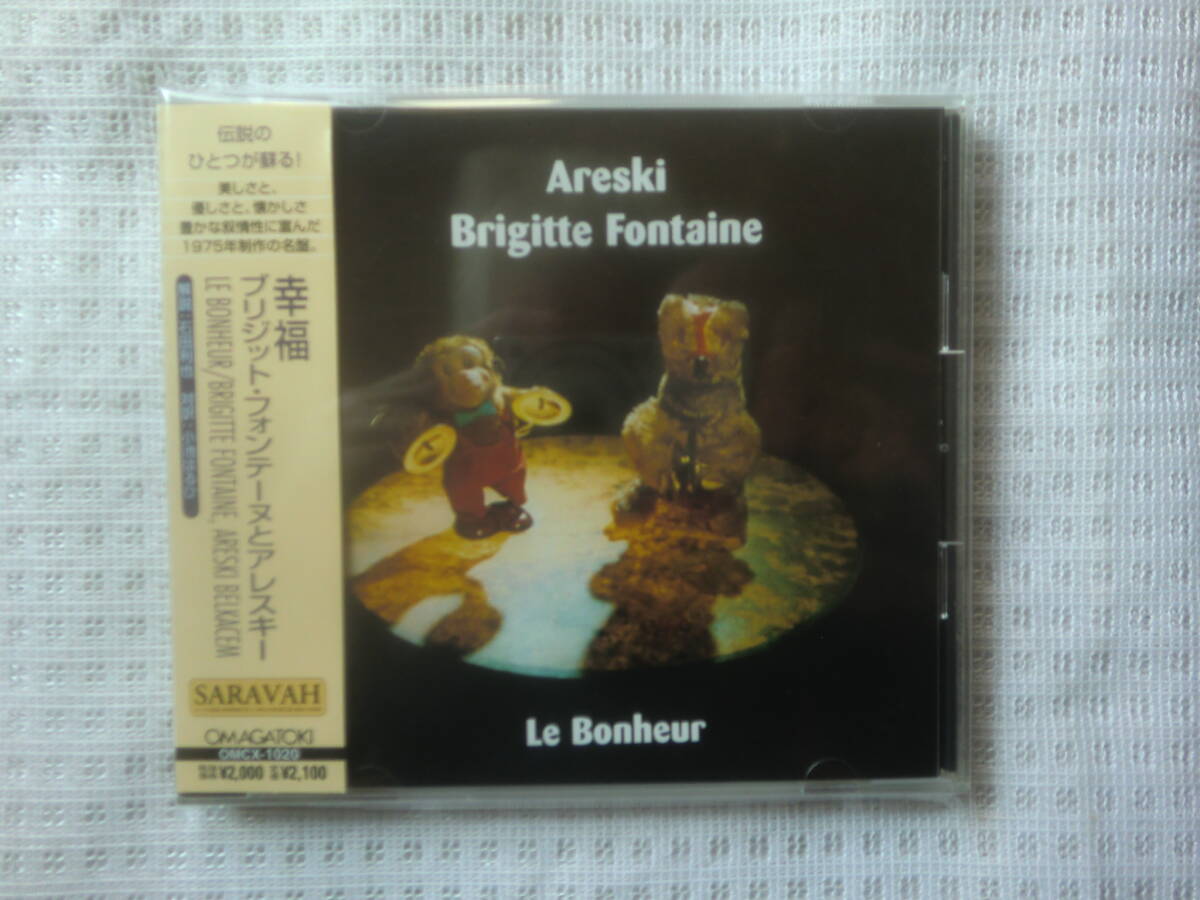 伝説の
ひとつが蘇る!
美しさと、
優しさと、懐かしさ
豊かな叙情性に富んだ
1975年制作の名盤。
幸福
ブリジット・フォンテーヌとアレスキー
LE BONHEUR/BRIGITTE FONTAINE, ARESKI BELKACEM
SARAVAH
OMAGATOKI
OMCX-1020
¥2,000 ¥2,100
Areski
Brigitte Fontaine
Le Bonheur